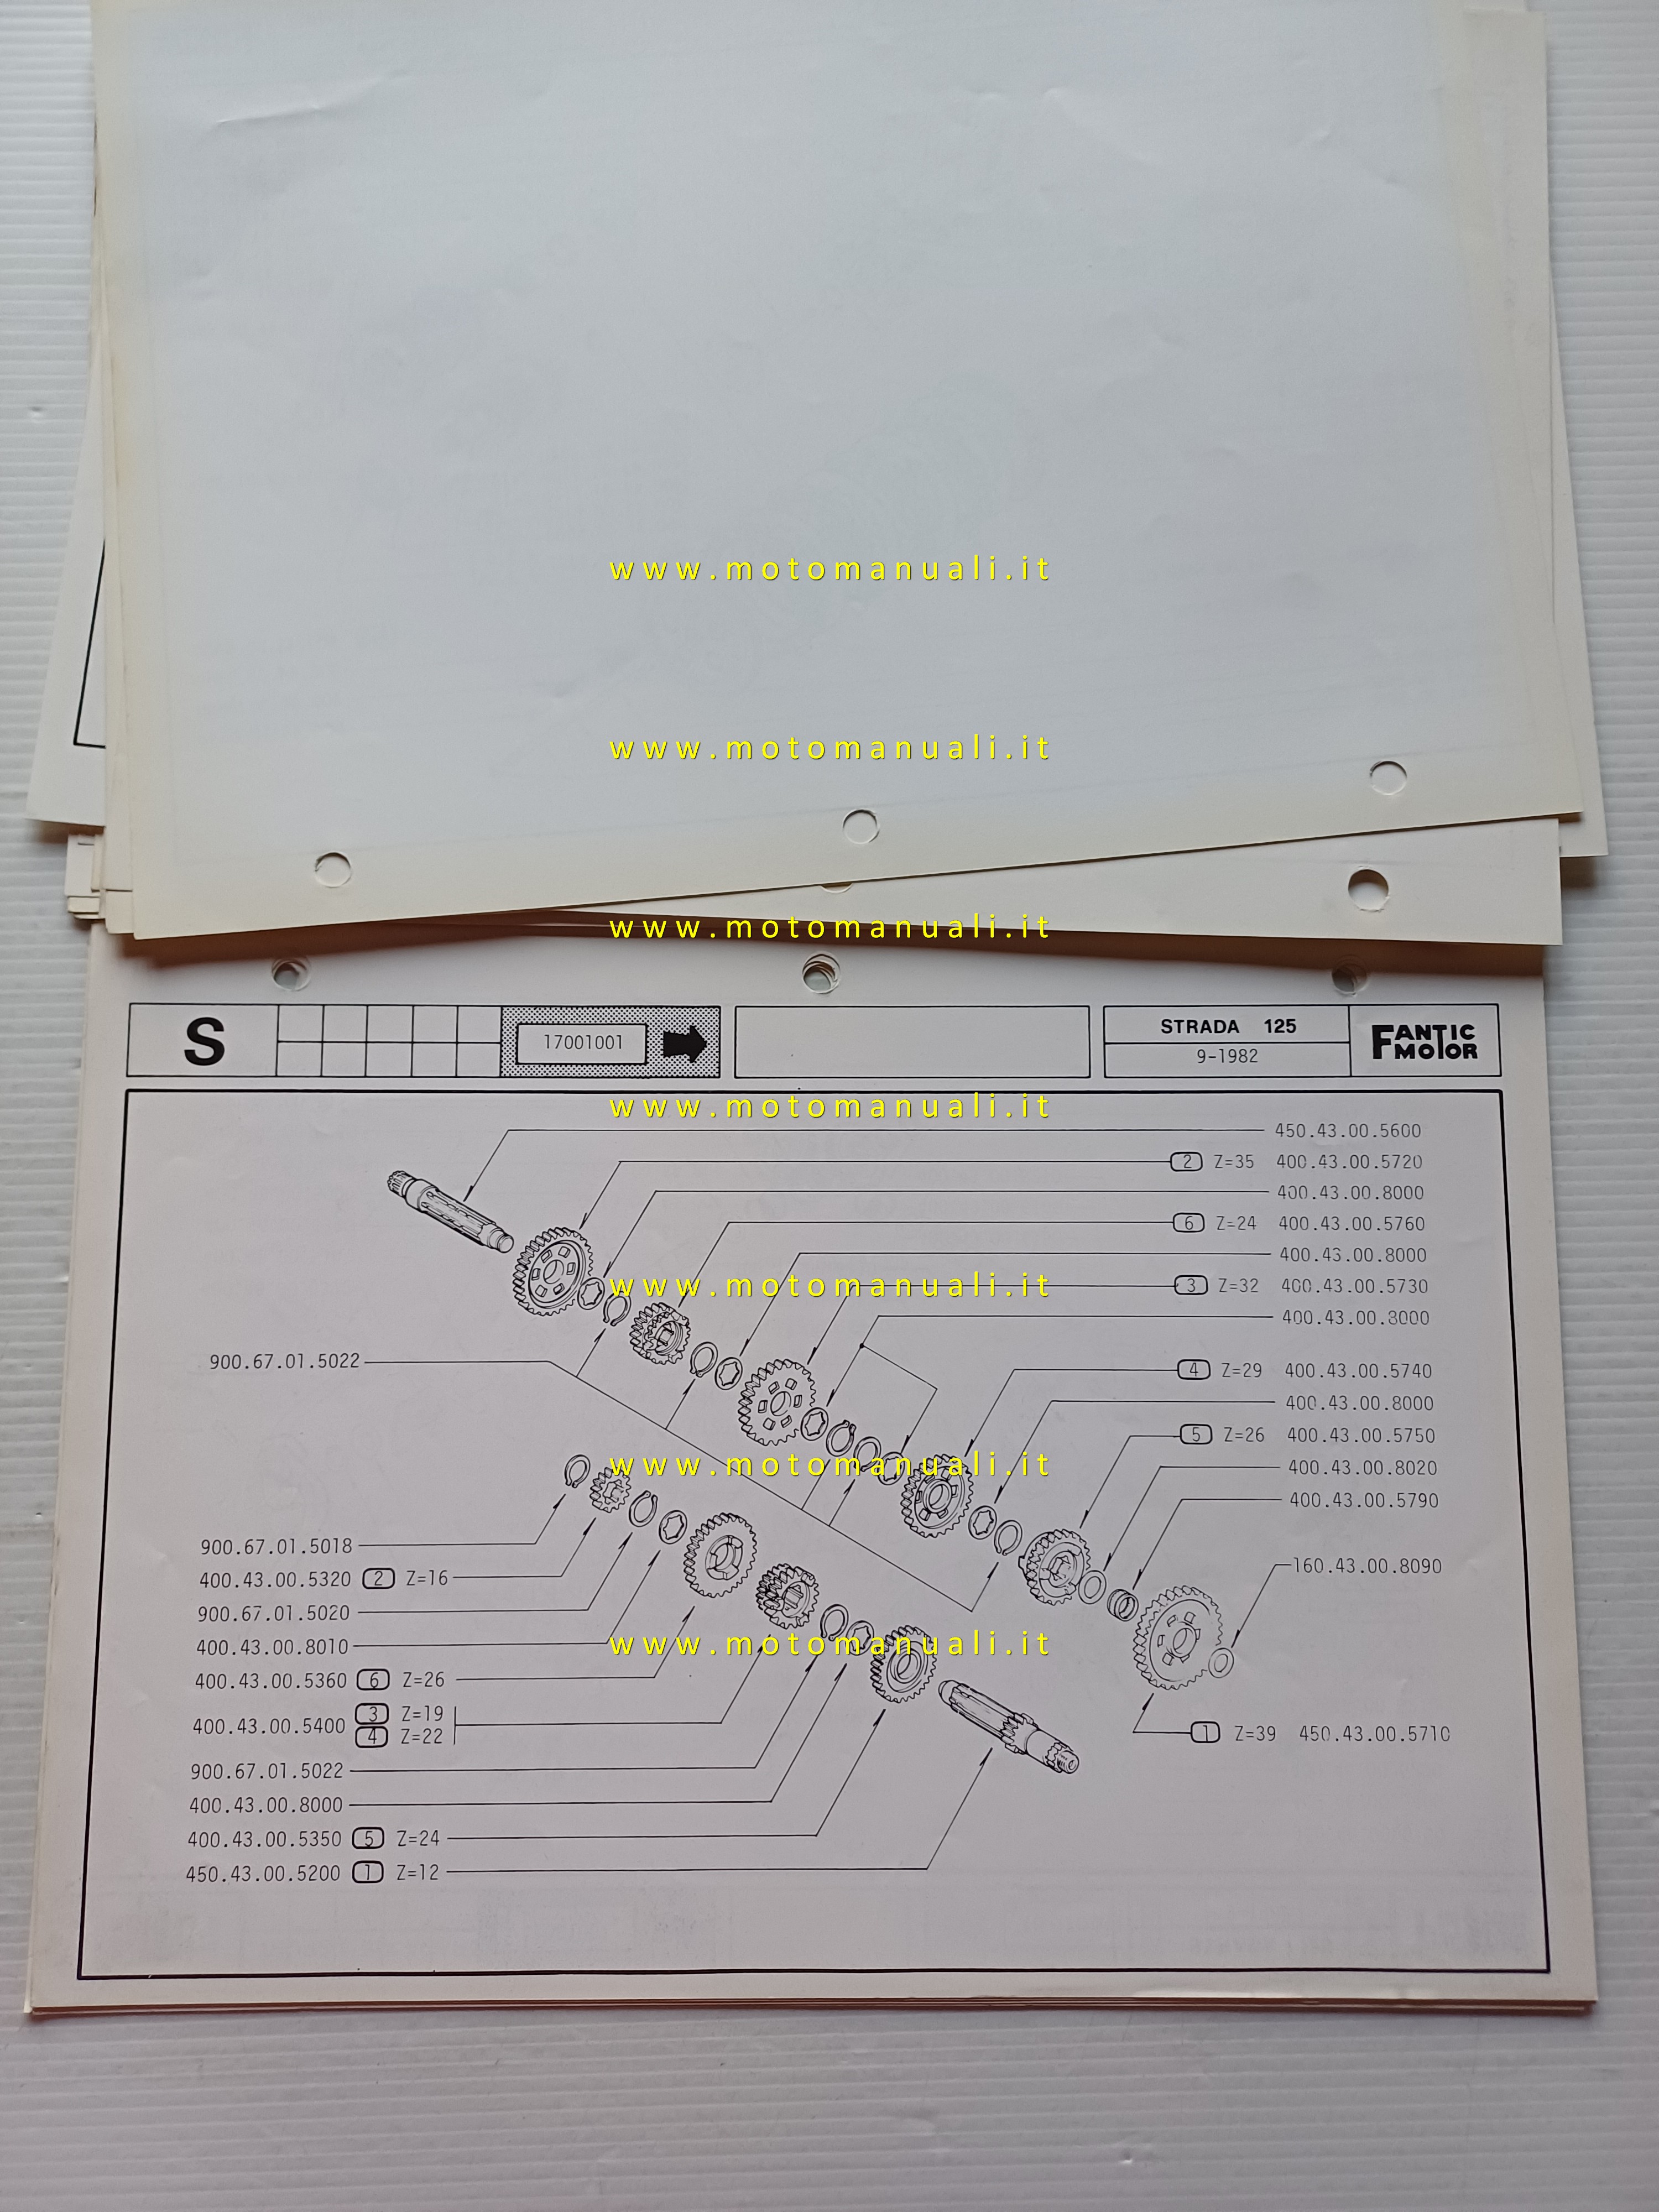 www.motomanuali.it
www.motomanuali.it
www.motomanuali.it
S
17001001
STRADA 125
9-1982
FANTIC MOTOR
www.motomanuali.it
450.43.00.5600
2 Z=35 400.43.00.5720
400.43.00.8000
6 Z=24 400.43.00.5760
400.43.00.8000
www.motomanuali.it
3 Z=32 400.43.00.5730
400.43.00.8000
900.67.01.5022
4 Z=29 400.43.00.5740
400.43.00.8000
5 Z=26 400.43.00.5750
www.motomanuali.it
400.43.00.8020
400.43.00.5790
900.67.01.5018
160.43.00.8090
400.43.00.5320 2 Z=16
900.67.01.5020
400.43.00.8010
www.motomanuali.it
400.43.00.5360 6 Z=26
400.43.00.5400 3 Z=19
4 Z=22
1 Z=39 450.43.00.5710
900.67.01.5022
400.43.00.8000
400.43.00.5350 5 Z=24
450.43.00.5200 1 Z=12